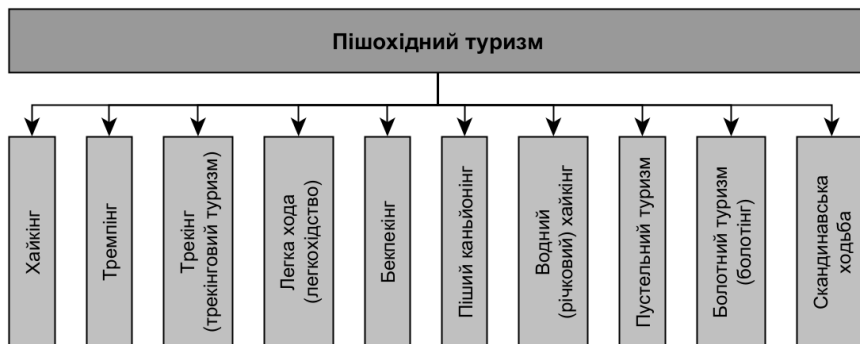 Пішохідний туризм
Хайкінг
Тремпінг
Трекінг
(трекінговий туризм)
Легка хода
(легкохідство)
Бекпекінг
Піший каньйонінг
Водний
(річковий) хайкінг
Пустельний туризм
Болотний туризм
(болотінг)
Скандинавська
ходьба